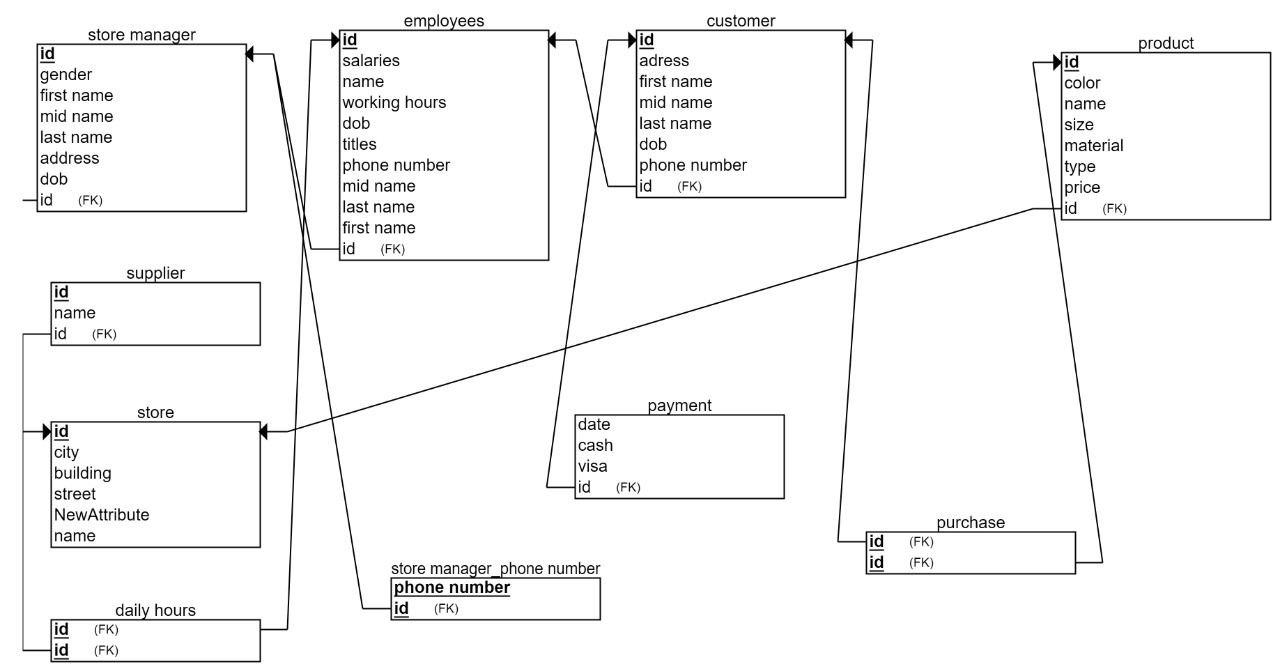 store manager
id
gender
first name
mid name
last name
address
dob
id (FK)
employees
id
salaries
name
working hours
dob
titles
phone number
mid name
last name
first name
id (FK)
customer
id
adress
first name
mid name
last name
dob
phone number
id (FK)
product
id
color
name
size
material
type
price
id (FK)
supplier
id
name
id (FK)
store
id
city
building
street
NewAttribute
name
payment
date
cash
visa
id (FK)
purchase
id (FK)
id (FK)
store manager_phone number
phone number
id (FK)
daily hours
id (FK)
id (FK)